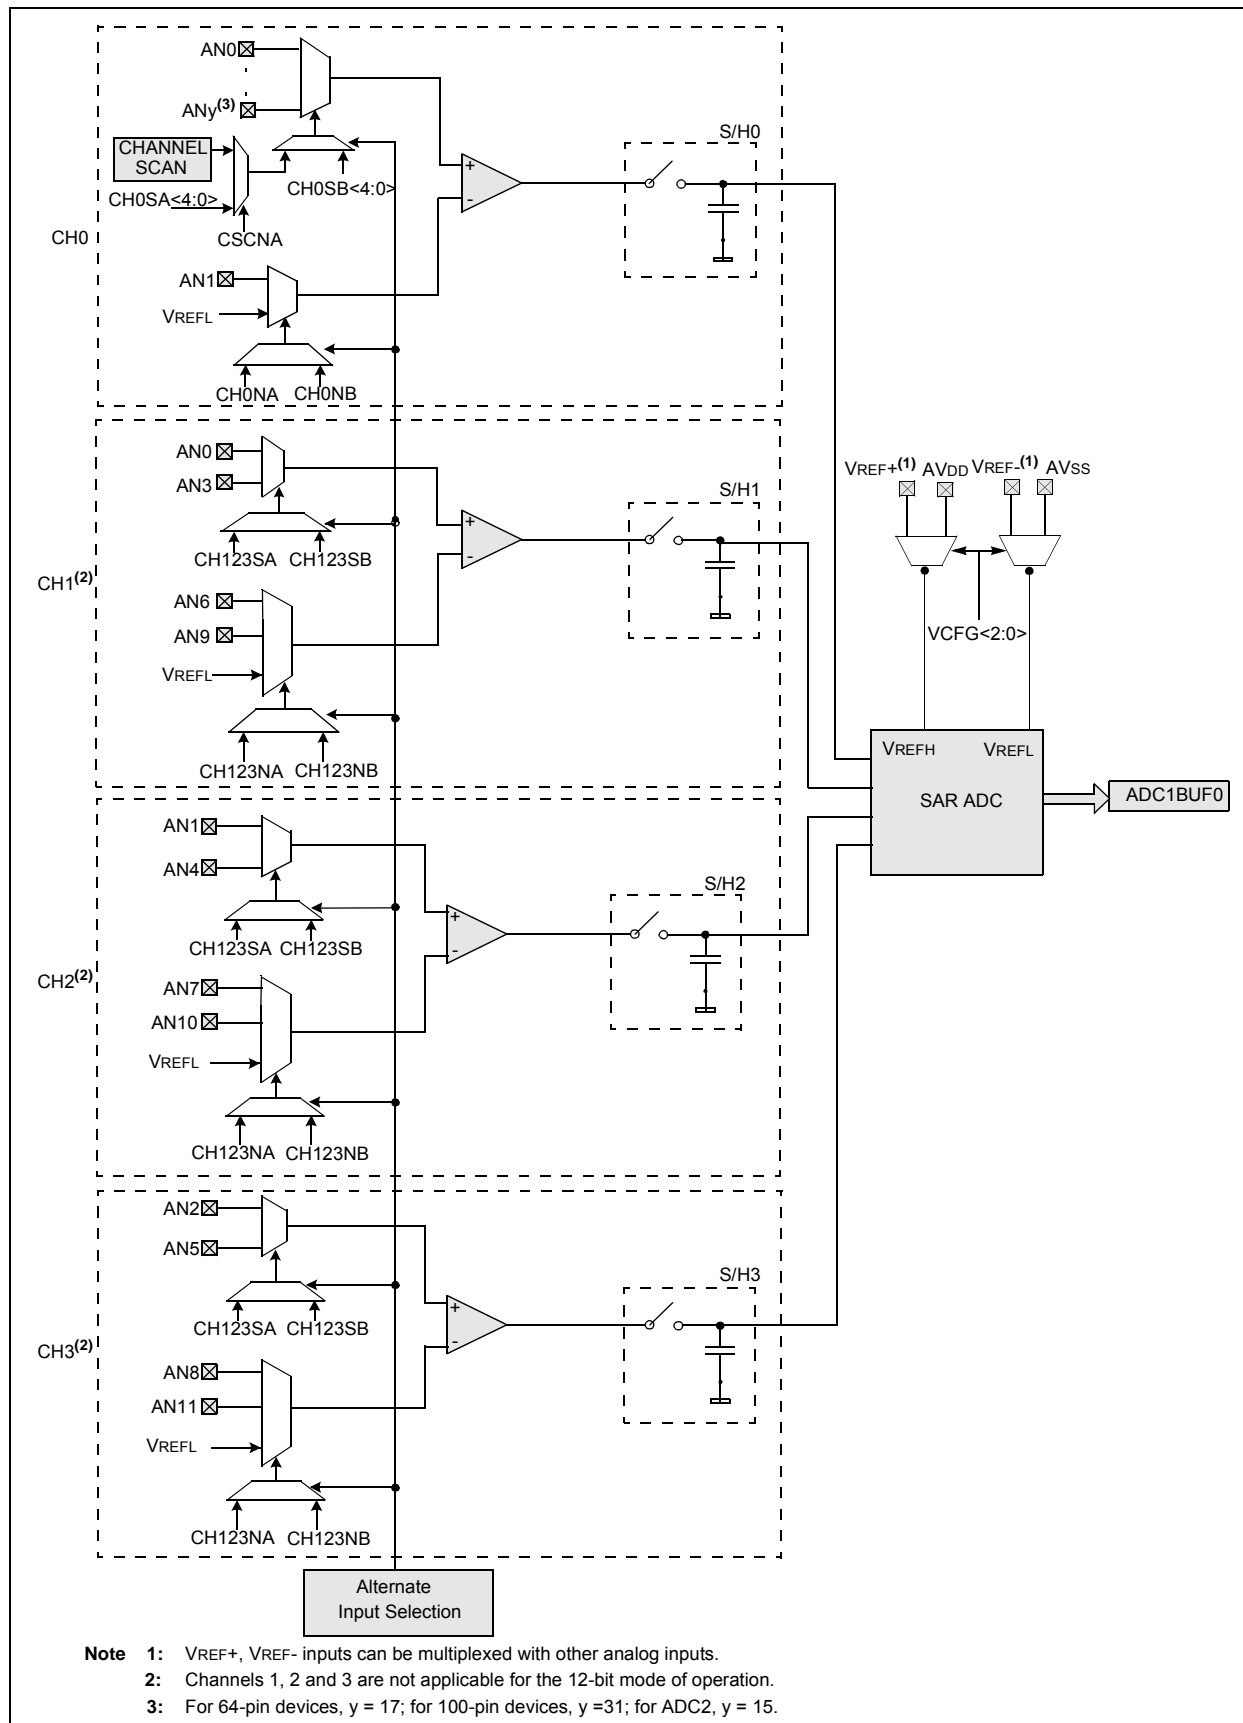 AN0
ANy(3)
CHANNEL
SCAN
CH0SA<4:0>
CH0SB<4:0>
CSCNA
CH0
AN1
VREFL
CH0NA
CH0NB
+
-
S/H0
AN0
AN3
CH123SA
CH123SB
CH1(2)
AN6
AN9
VREFL
CH123NA
CH123NB
+
-
S/H1
VREF+(1) AVDD VREF-(1) AVSS
VCFG<2:0>
VREFH VREFL
SAR ADC
ADC1BUF0
AN1
AN4
CH123SA CH123SB
CH2(2)
AN7
AN10
VREFL
CH123NA CH123NB
+
-
S/H2
AN2
AN5
CH123SA CH123SB
CH3(2)
AN8
AN11
VREFL
CH123NA CH123NB
+
-
S/H3
Alternate
Input Selection
Note 1: VREF+, VREF- inputs can be multiplexed with other analog inputs.
2: Channels 1, 2 and 3 are not applicable for the 12-bit mode of operation.
3: For 64-pin devices, y = 17; for 100-pin devices, y =31; for ADC2, y = 15.